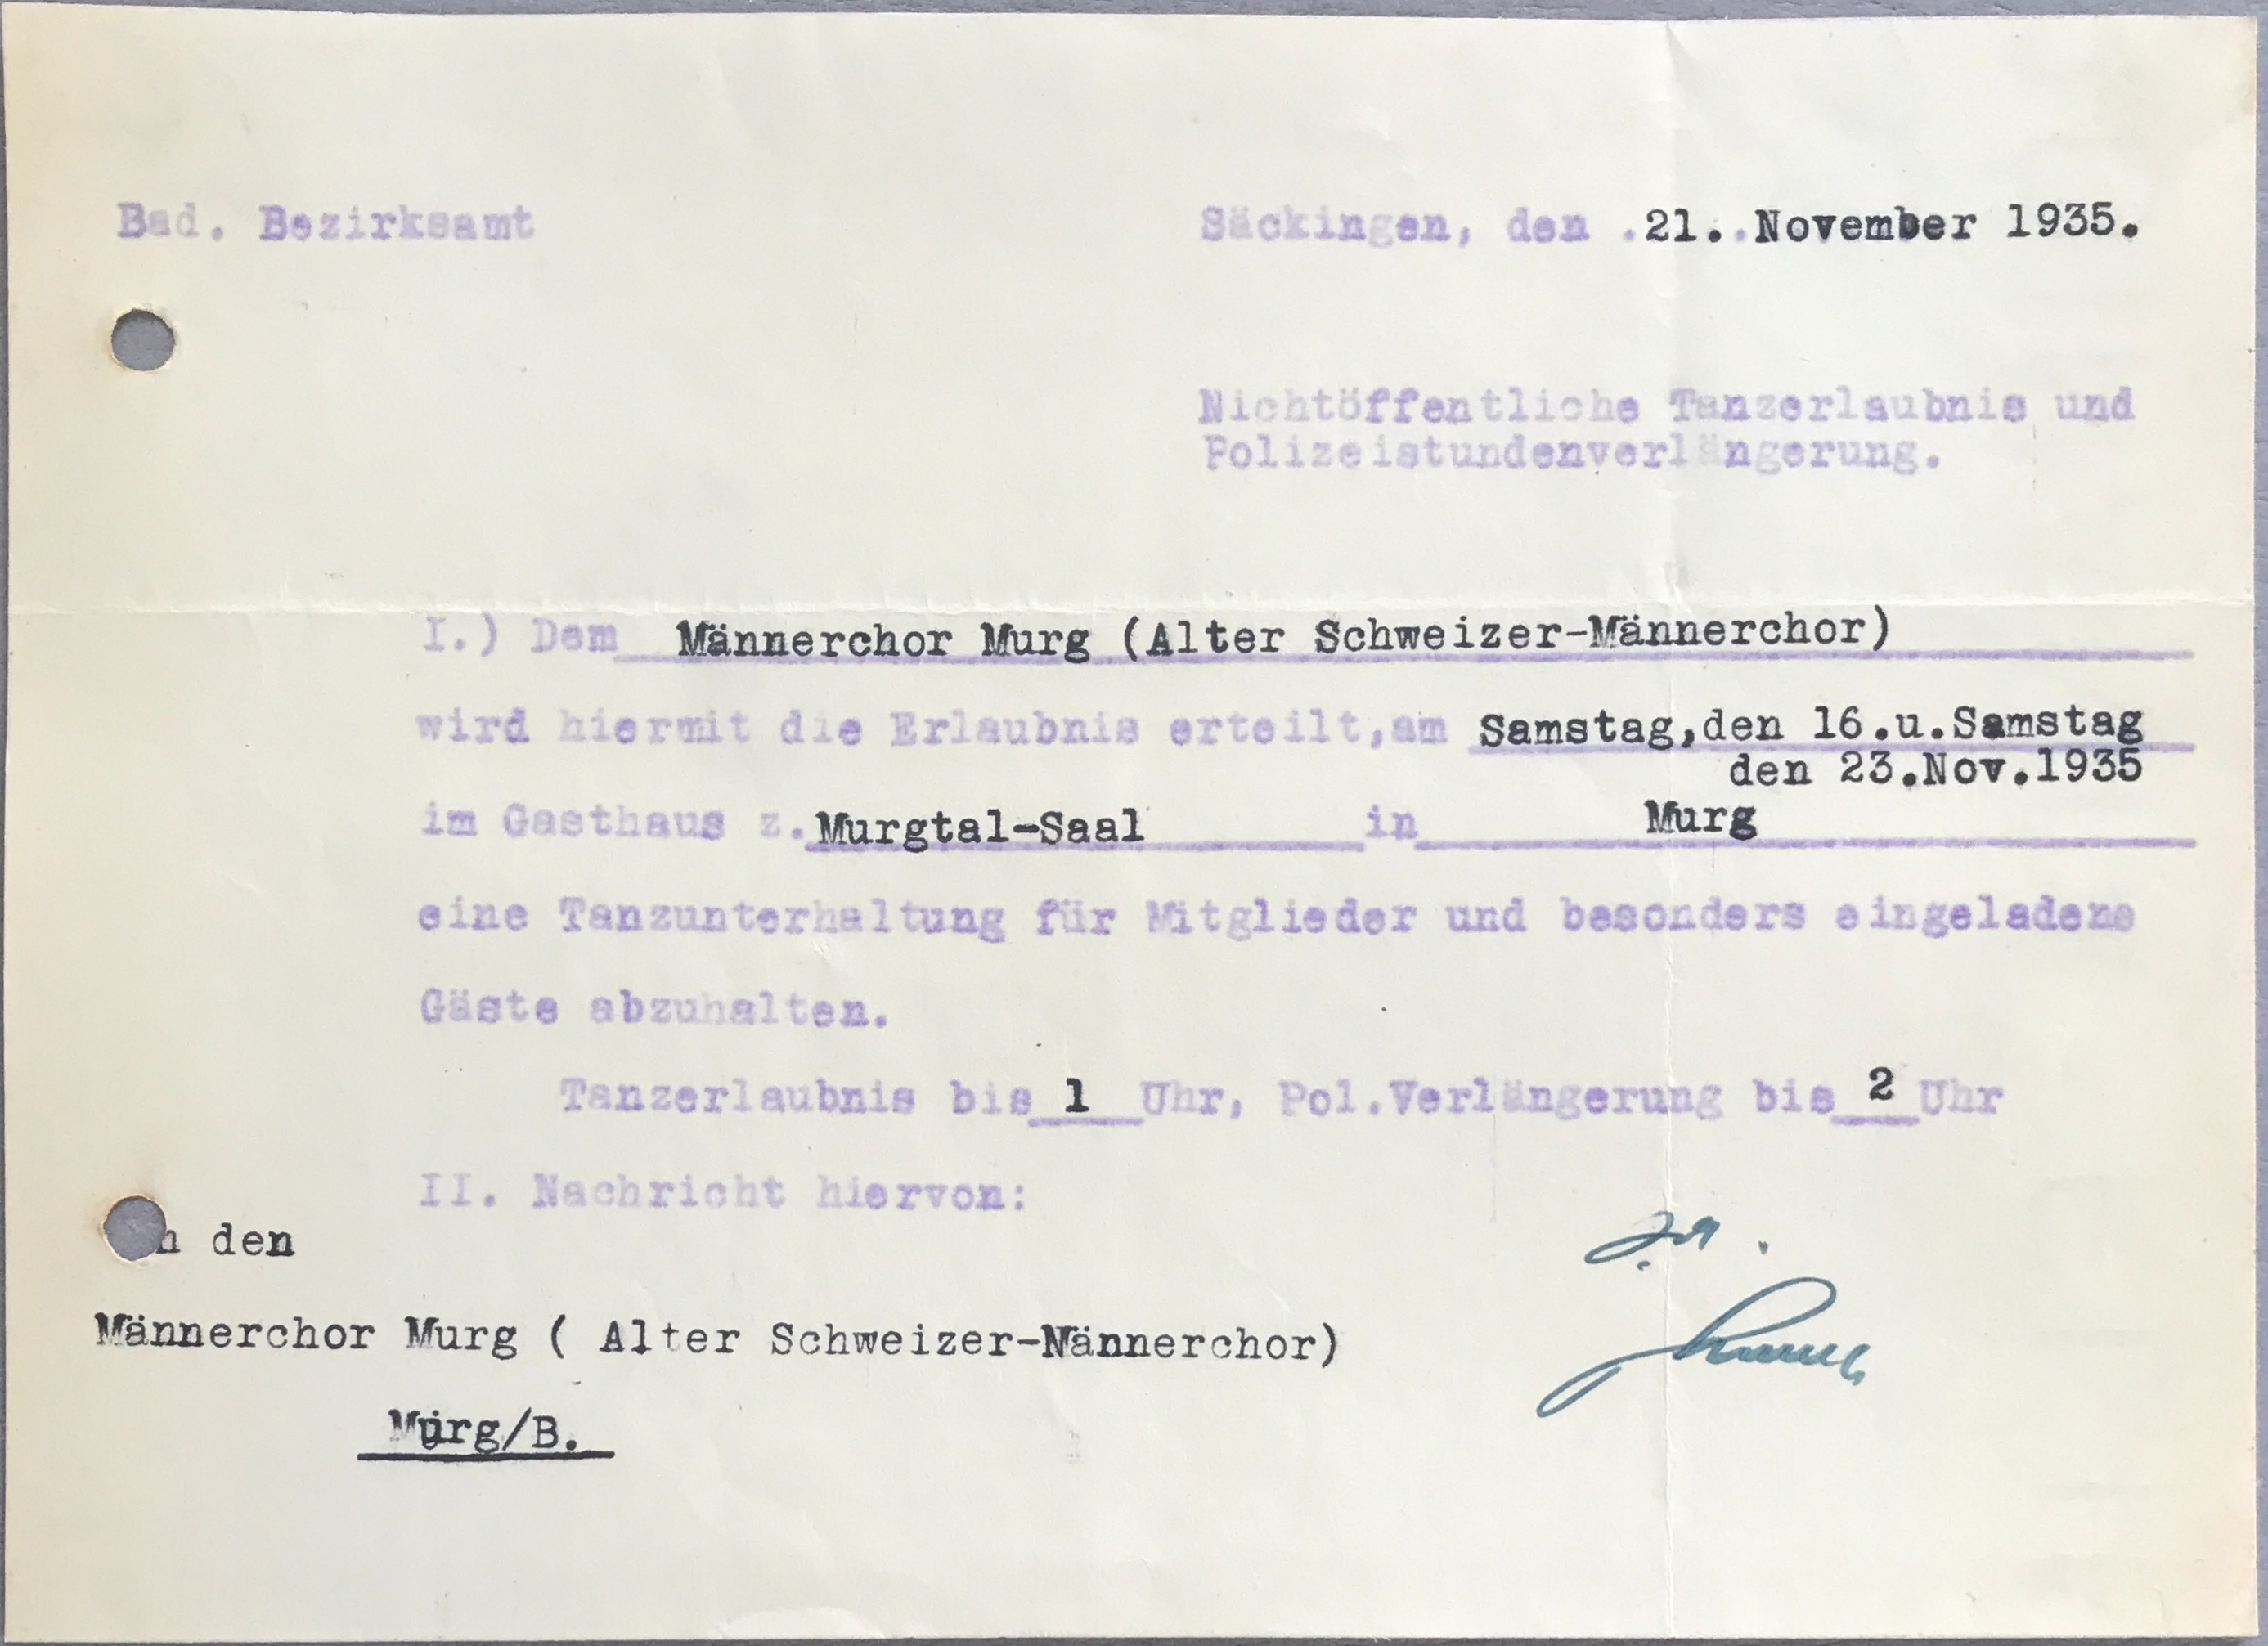 Bad. Bezirksamt
Säckingen, den .21. .November 1935.
Nichtöffentliche Tanzerlaubnis und
Polizeistundenverlängerung.
I.) Dem Männerchor Murg (Alter Schweizer-Männerchor)
wird hiermit die Erlaubnis erteilt,am Samstag,den 16.u.Samstag
den 23.Nov.1935
im Gasthaus z. Murgtal-Saal in Murg
eine Tanzunterhaltung für Mitglieder und besonders eingeladene
Gäste abzuhalten.
Tanzerlaubnis bis 1 Uhr, Pol.Verlängerung bis 2 Uhr
II. Nachricht hiervon:
n den
Männerchor Murg ( Alter Schweizer-Männerchor)
Murg/B.